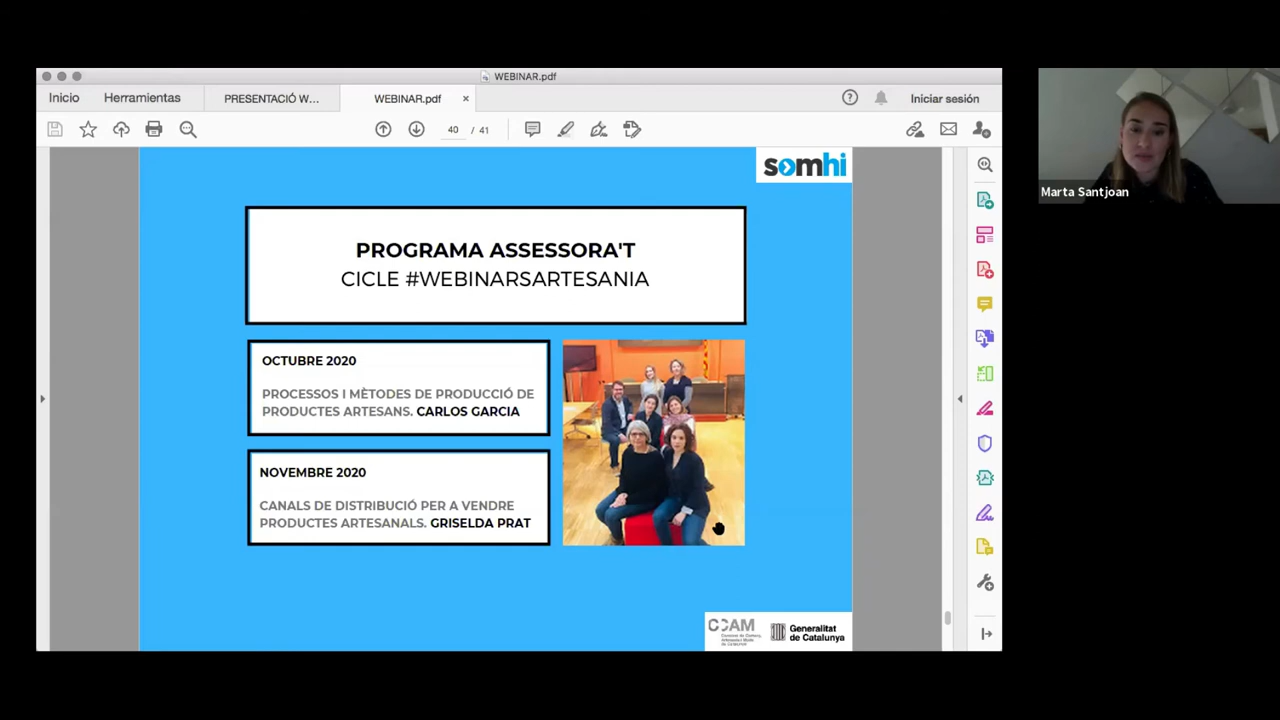 WEBINAR.pdf
Inicio
Herramientas
PRESENTACIÓ W...
WEBINAR.pdf
Iniciar sesión
40 / 41
somhi
PROGRAMA ASSESSORA'T
CICLE #WEBINARSARTESANIA
OCTUBRE 2020
PROCESSOS I MÈTODES DE PRODUCCIÓ DE
PRODUCTES ARTESANS. CARLOS GARCIA
NOVEMBRE 2020
CANALS DE DISTRIBUCIÓ PER A VENDRE
PRODUCTES ARTESANALS. GRISELDA PRAT
CCAM
Generalitat
de Catalunya
Marta Santjoan